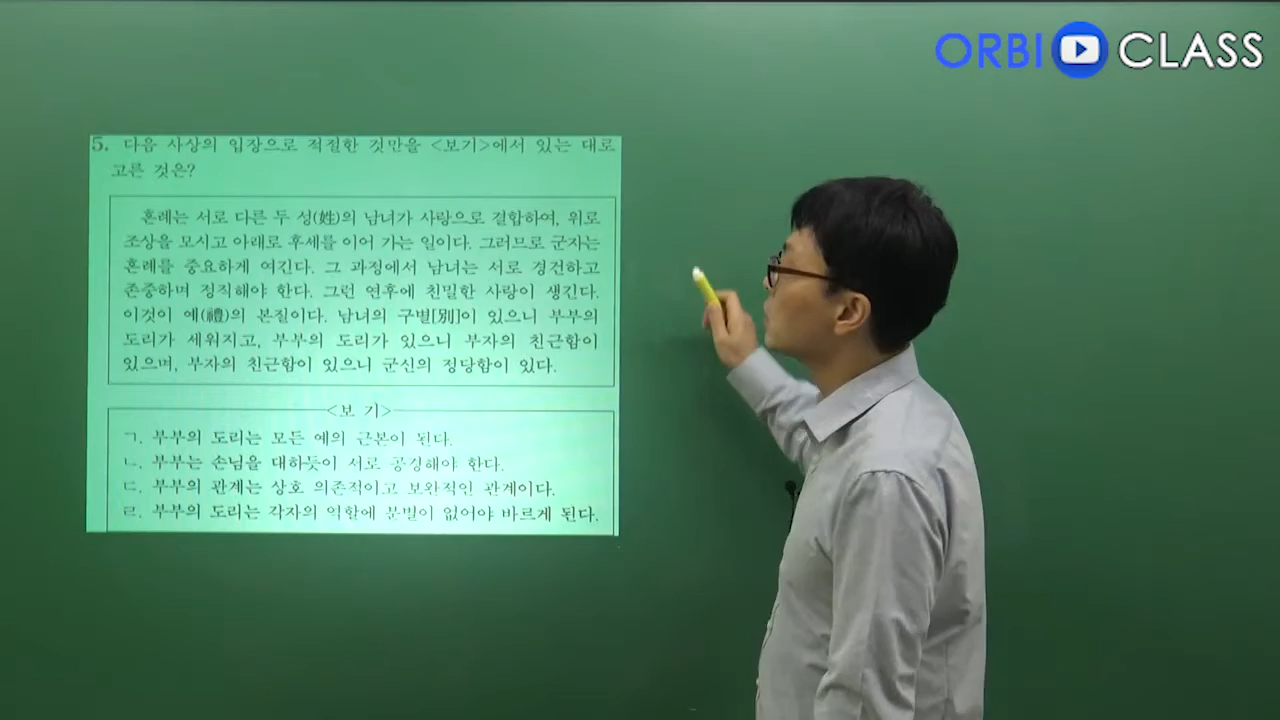 ORBI CLASS
5. 다음 사상의 입장으로 적절한 것만을 <보기>에서 있는 대로
고른 것은?
혼례는 서로 다른 두 성(姓)의 남녀가 사랑으로 결합하여, 위로
조상을 모시고 아래로 후세를 이어 가는 일이다. 그러므로 군자는
혼례를 중요하게 여긴다. 그 과정에서 남녀는 서로 경건하고
존중하며 정직해야 한다. 그런 연후에 친밀한 사랑이 생긴다.
이것이 예(禮)의 본질이다. 남녀의 구별[別]이 있으니 부부의
도리가 세워지고, 부부의 도리가 있으니 부자의 친근함이
있으며, 부자의 친근함이 있으니 군신의 정당함이 있다.
<보 기>
ㄱ. 부부의 도리는 모든 예의 근본이 된다.
ㄴ. 부부는 손님을 대하듯이 서로 공경해야 한다.
ㄷ. 부부의 관계는 상호 의존적이고 보완적인 관계이다.
ㄹ. 부부의 도리는 각자의 역할에 분별이 없어야 바르게 된다.